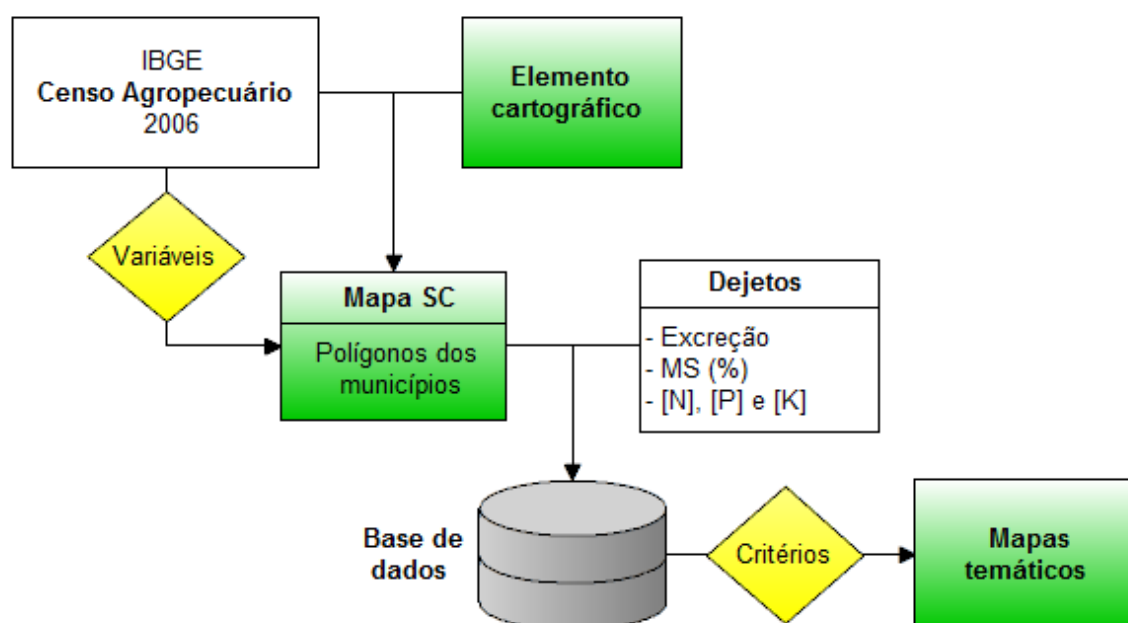 IBGE
Censo Agropecuário
2006
Elemento
cartográfico
Variáveis
Mapa SC
Polígonos dos
municípios
Dejetos
- Excreção
- MS (%)
- [N], [P] e [K]
Base de
dados
Critérios
Mapas
temáticos